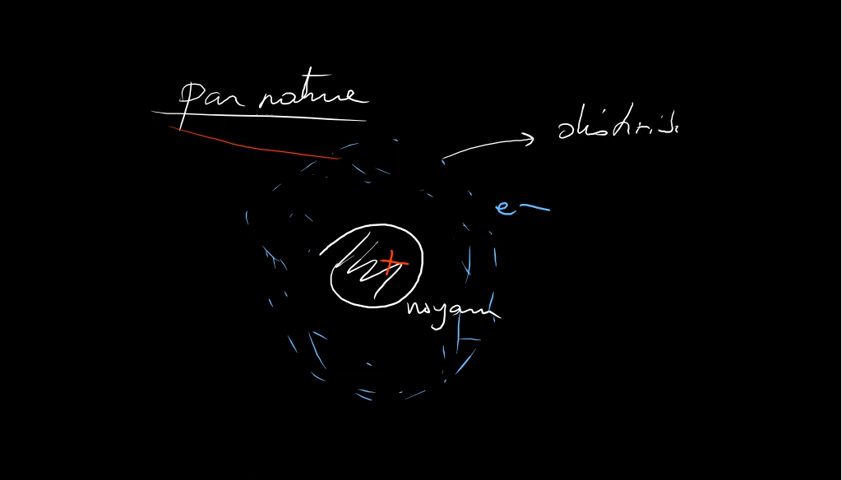 par nature
e-
+
noyau